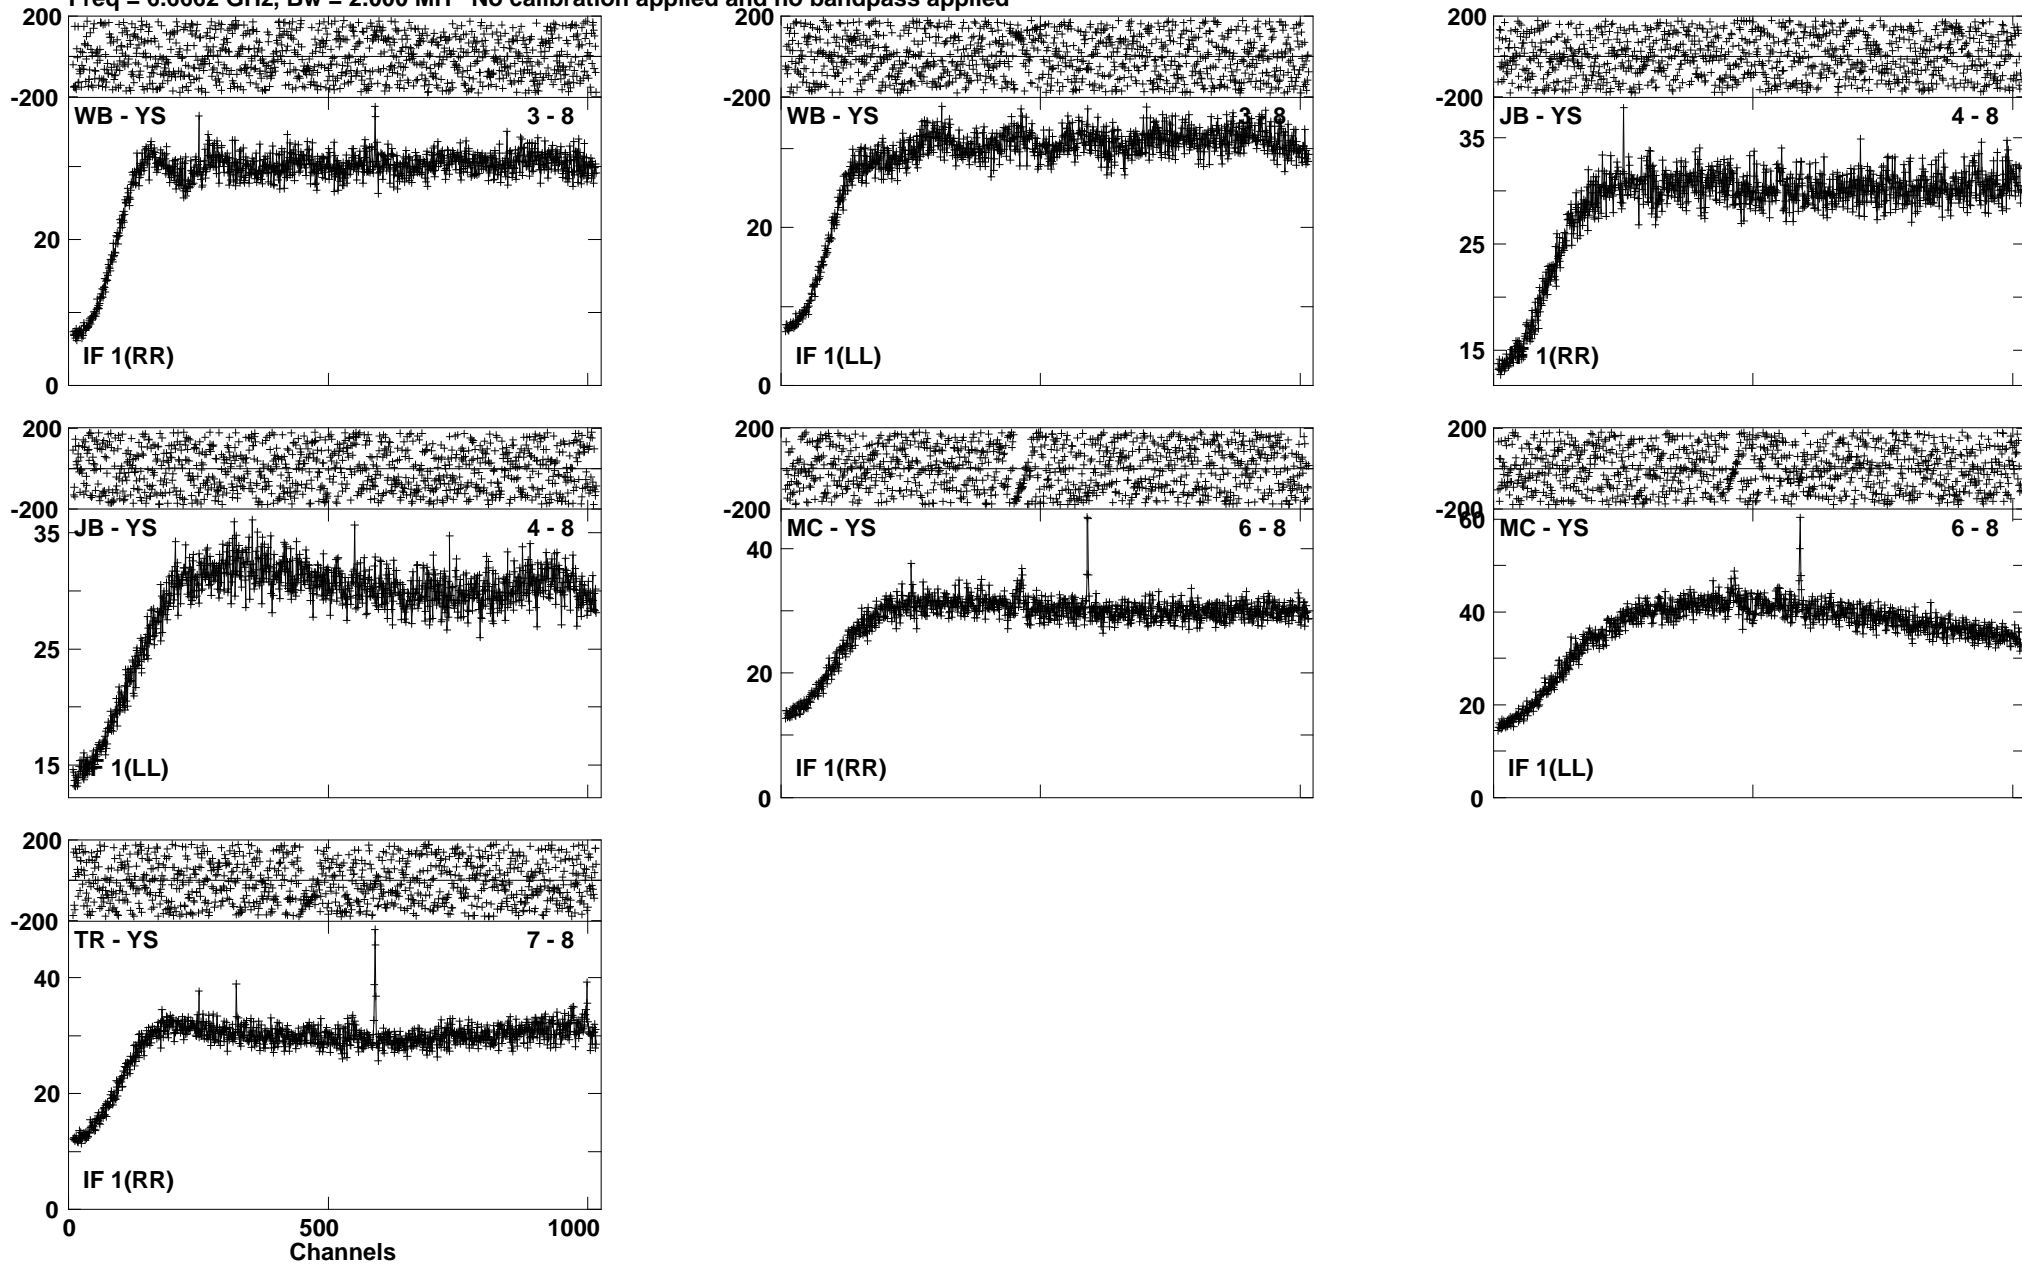 Freq = 6.6602 GHz, Bw = 2.000 MH No calibration applied and no bandpass applied
200
-200
WB - YS 3 - 8
20
0
IF 1(RR)
200
-200
WB - YS 3 - 8
20
0
IF 1(LL)
200
-200
JB - YS 4 - 8
35
25
15
IF 1(RR)
200
-200
JB - YS 4 - 8
35
25
15
IF 1(LL)
200
-200
MC - YS 6 - 8
40
20
0
IF 1(RR)
200
-200
60
MC - YS 6 - 8
40
20
0
IF 1(LL)
200
-200
TR - YS 7 - 8
40
20
0
IF 1(RR)
0 500 1000
Channels